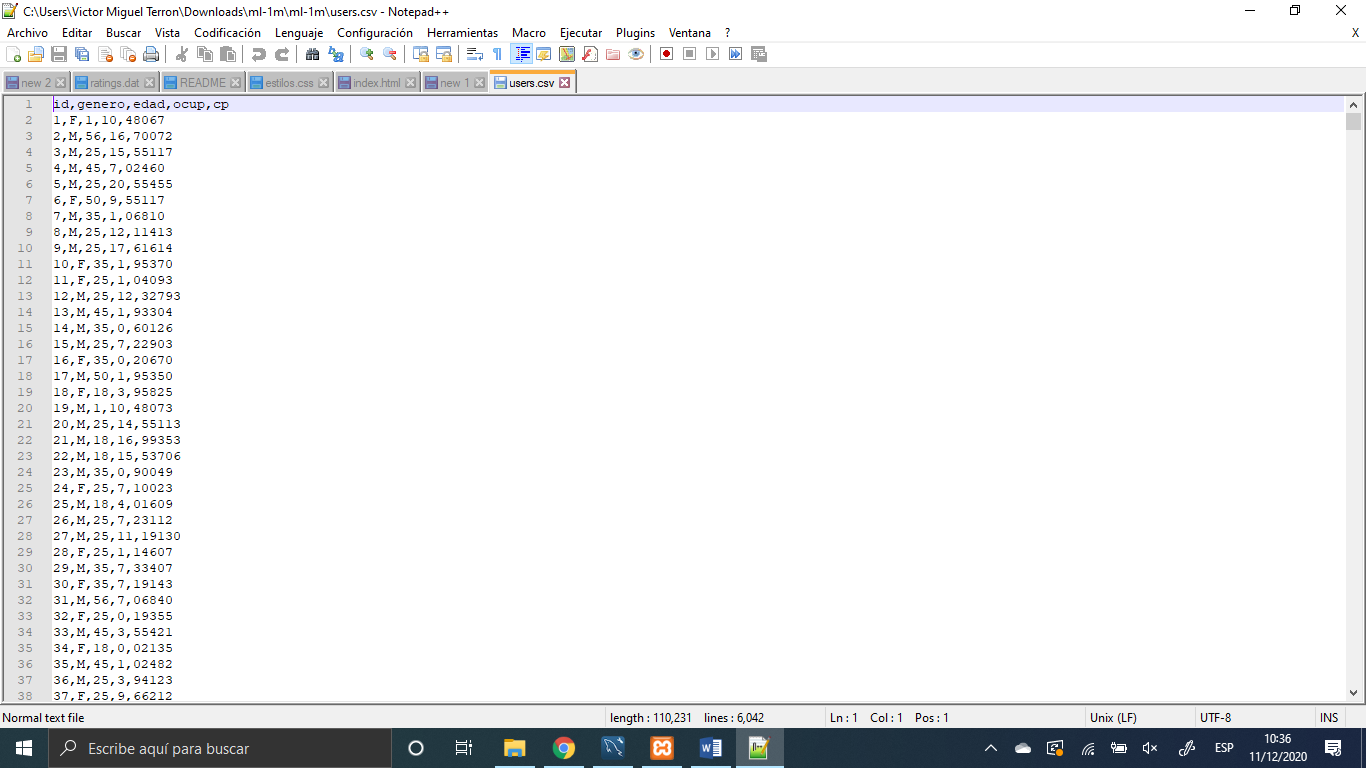 C:\Users\Victor Miguel Terron\Downloads\ml-1m\ml-1m\users.csv - Notepad++
Archivo Editar Buscar Vista Codificación Lenguaje Configuración Herramientas Macro Ejecutar Plugins Ventana ? X
new 2 ratings.dat README estilos.css index.html new 1 users.csv
1 id,genero,edad,ocup,cp
2 1,F,1,10,48067
3 2,M,56,16,70072
4 3,M,25,15,55117
5 4,M,45,7,02460
6 5,M,25,20,55455
7 6,F,50,9,55117
8 7,M,35,1,06810
9 8,M,25,12,11413
10 9,M,25,17,61614
11 10,F,35,1,95370
12 11,F,25,1,04093
13 12,M,25,12,32793
14 13,M,45,1,93304
15 14,M,35,0,60126
16 15,M,25,7,22903
17 16,F,35,0,20670
18 17,M,50,1,95350
19 18,F,18,3,95825
20 19,M,1,10,48073
21 20,M,25,14,55113
22 21,M,18,16,99353
23 22,M,18,15,53706
24 23,M,35,0,90049
25 24,F,25,7,10023
26 25,M,18,4,01609
27 26,M,25,7,23112
28 27,M,25,11,19130
29 28,F,25,1,14607
30 29,M,35,7,33407
31 30,F,35,7,19143
32 31,M,56,7,06840
33 32,F,25,0,19355
34 33,M,45,3,55421
35 34,F,18,0,02135
36 35,M,45,1,02482
37 36,M,25,3,94123
38 37,F,25,9,66212
Normal text file length : 110,231 lines : 6,042 Ln : 1 Col : 1 Pos : 1 Unix (LF) UTF-8 INS
Escribe aquí para buscar ESP 10:36
11/12/2020